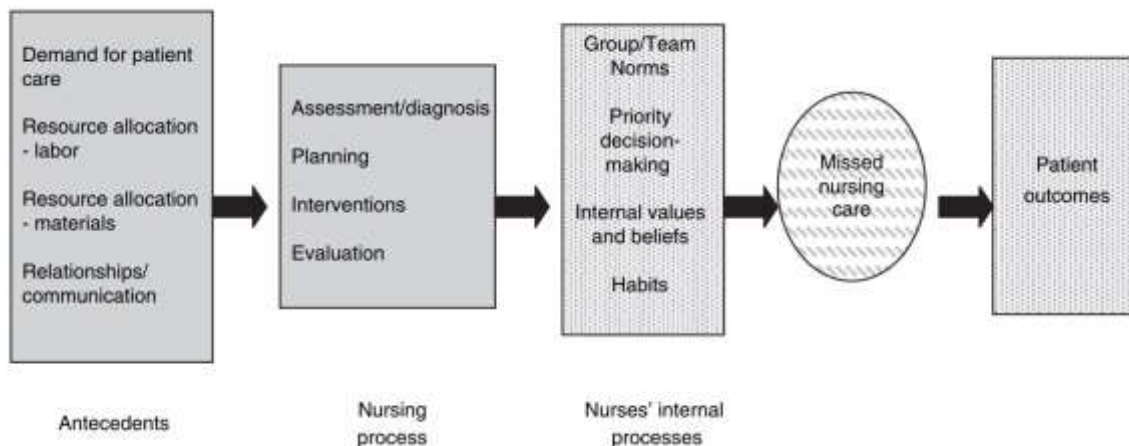 Demand for patient
care
Resource allocation
- labor
Resource allocation
- materials
Relationships/
communication
Assessment/diagnosis
Planning
Interventions
Evaluation
Group/Team
Norms
Priority
decision-
making
Internal values
and beliefs
Habits
Missed
nursing
care
Patient
outcomes
Antecedents
Nursing
process
Nurses' internal
processes